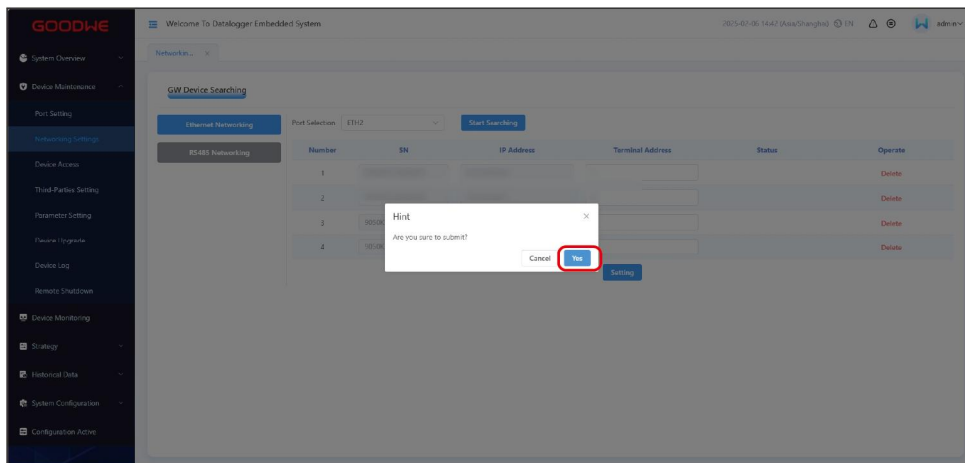 GOODWE
Welcome To Datalogger Embedded System
2025-02-06 14:42 (Asia/Shanghai) EN admin
System Overview
Networkin... ×
Device Maintenance
GW Device Searching
Port Setting
Ethernet Networking Port Selection ETH2 Start Searching
Networking Settings
RS485 Networking
Number SN IP Address Terminal Address Status Operate
Device Access
1 Delete
Third-Parties Setting
2 Delete
Parameter Setting
Hint ×
3 Delete
Are you sure to submit?
Device Upgrade
4 Delete
Cancel Yes
Device Log
Setting
Remote Shutdown
Device Monitoring
Strategy
Historical Data
System Configuration
Configuration Active